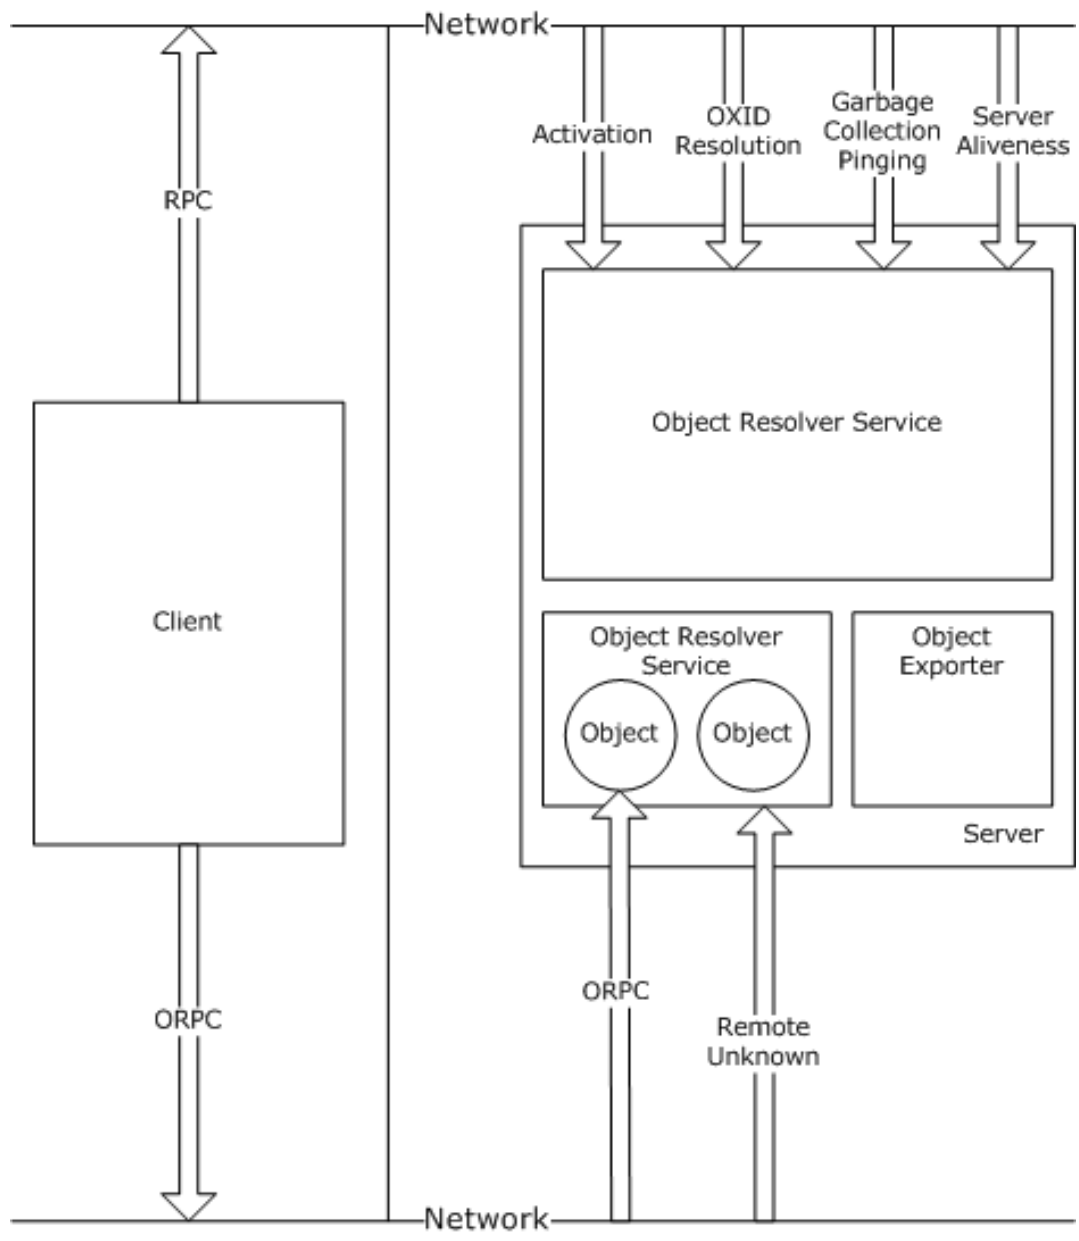 Network
Activation
OXID
Resolution
Garbage
Collection
Pinging
Server
Aliveness
RPC
Object Resolver Service
Client
Object Resolver
Service
Object
Object
Object
Exporter
Server
ORPC
ORPC
Remote
Unknown
Network